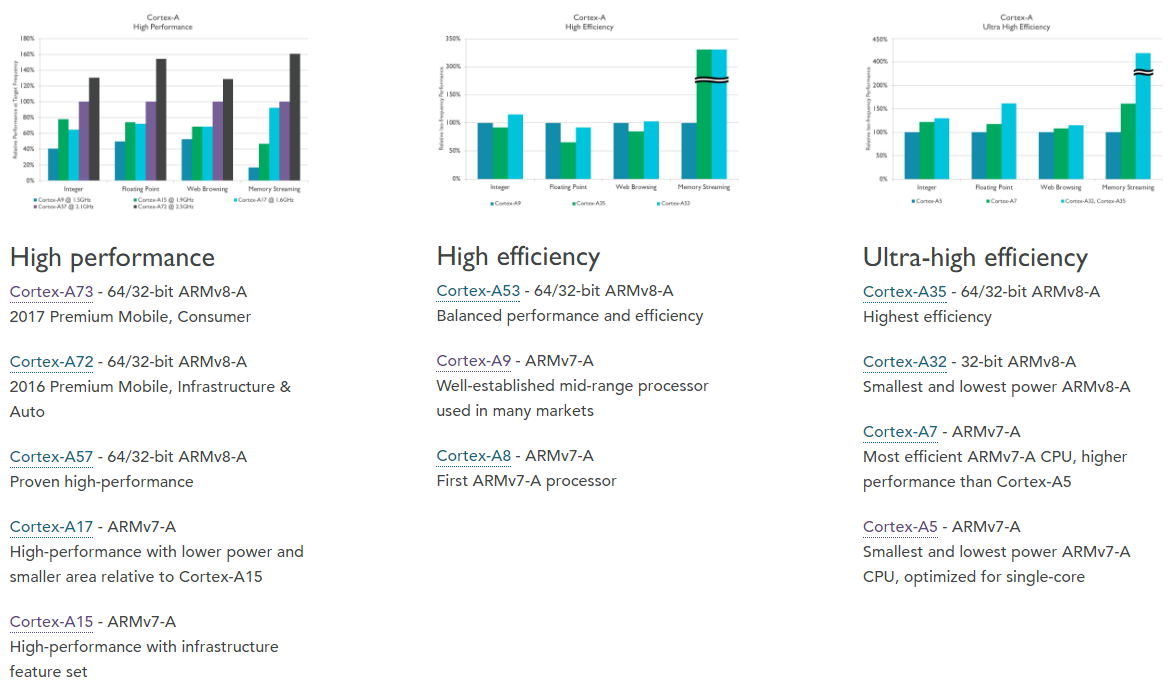 Cortex-A
High Performance
180%
160%
140%
120%
100%
80%
60%
40%
20%
0%
Relative Performance at Target Frequency
Integer
Floating Point
Web Browsing
Memory Streaming
Cortex-A9 @ 1.5GHz
Cortex-A15 @ 1.9GHz
Cortex-A17 @ 1.6GHz
Cortex-A57 @ 2.1GHz
Cortex-A72 @ 2.5GHz
High performance
Cortex-A73 - 64/32-bit ARMv8-A
2017 Premium Mobile, Consumer
Cortex-A72 - 64/32-bit ARMv8-A
2016 Premium Mobile, Infrastructure &
Auto
Cortex-A57 - 64/32-bit ARMv8-A
Proven high-performance
Cortex-A17 - ARMv7-A
High-performance with lower power and
smaller area relative to Cortex-A15
Cortex-A15 - ARMv7-A
High-performance with infrastructure
feature set
Cortex-A
High Efficiency
350%
300%
150%
100%
50%
0%
Relative Iso-frequency Performance
Integer
Floating Point
Web Browsing
Memory Streaming
Cortex-A9
Cortex-A35
Cortex-A53
High efficiency
Cortex-A53 - 64/32-bit ARMv8-A
Balanced performance and efficiency
Cortex-A9 - ARMv7-A
Well-established mid-range processor
used in many markets
Cortex-A8 - ARMv7-A
First ARMv7-A processor
Cortex-A
Ultra High Efficiency
450%
400%
200%
150%
100%
50%
0%
Relative Iso-frequency Performance
Integer
Floating Point
Web Browsing
Memory Streaming
Cortex-A5
Cortex-A7
Cortex-A32, Cortex-A35
Ultra-high efficiency
Cortex-A35 - 64/32-bit ARMv8-A
Highest efficiency
Cortex-A32 - 32-bit ARMv8-A
Smallest and lowest power ARMv8-A
Cortex-A7 - ARMv7-A
Most efficient ARMv7-A CPU, higher
performance than Cortex-A5
Cortex-A5 - ARMv7-A
Smallest and lowest power ARMv7-A
CPU, optimized for single-core